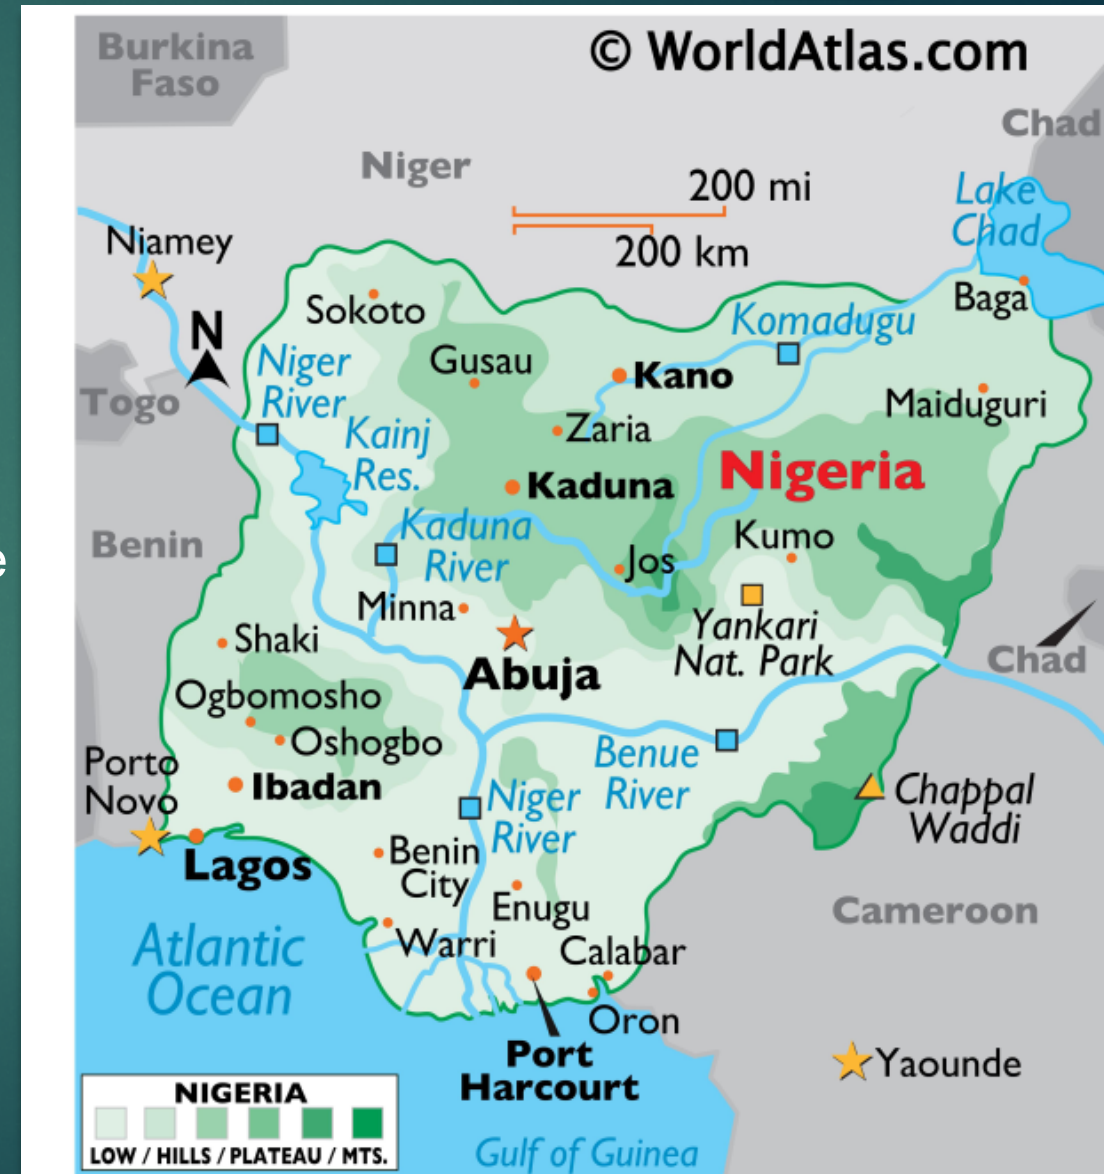 Burkina
Faso
© WorldAtlas.com
Chad
Niger
200 mi
200 km
Lake
Chad
Niamey
N
Sokoto
Baga
Komadugu
Niger
River
Gusau
Kano
Togo
Maiduguri
Kainj
Res.
Zaria
Nigeria
Kaduna
Kaduna
River
Kumo
Benin
e
Jos
Minna
Yankari
Nat. Park
Shaki
Abuja
Chad
Ogbomosho
Oshogbo
Benue
River
Porto
Novo
Ibadan
Niger
River
Chappal
Waddi
Lagos
Benin
City
Enugu
Cameroon
Atlantic
Ocean
Warri
Calabar
Oron
Port
Harcourt
Yaounde
NIGERIA
LOW / HILLS / PLATEAU / MTS.
Gulf of Guinea